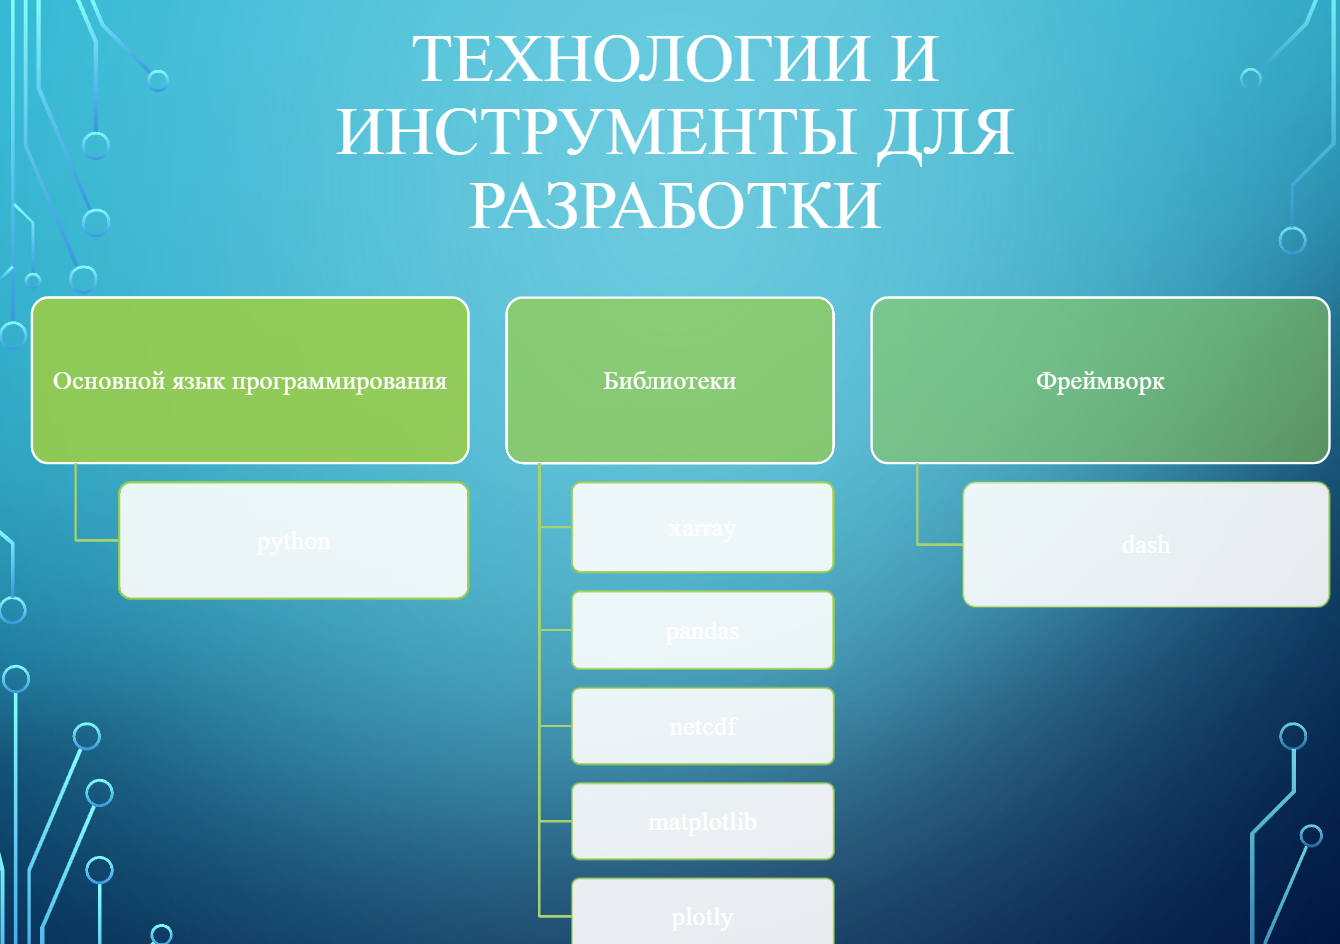 ТЕХНОЛОГИИ И
ИНСТРУМЕНТЫ ДЛЯ
РАЗРАБОТКИ
Основной язык программирования
python
Библиотеки
xarray
pandas
netcdf
matplotlib
plotly
Фреймворк
dash